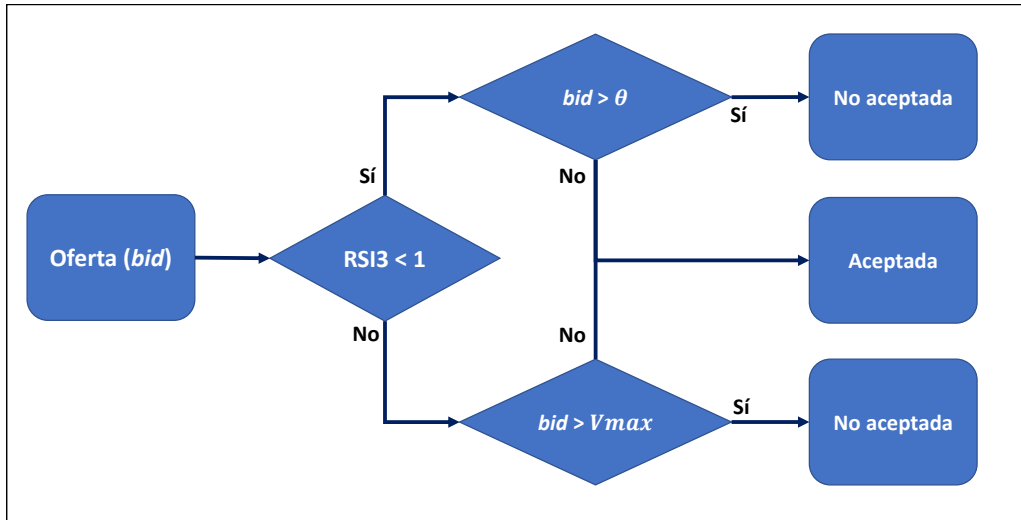 Oferta (bid)
RSI3 < 1
Sí
No
bid > θ
Sí
No
No aceptada
Aceptada
No
bid > Vmax
Sí
No aceptada